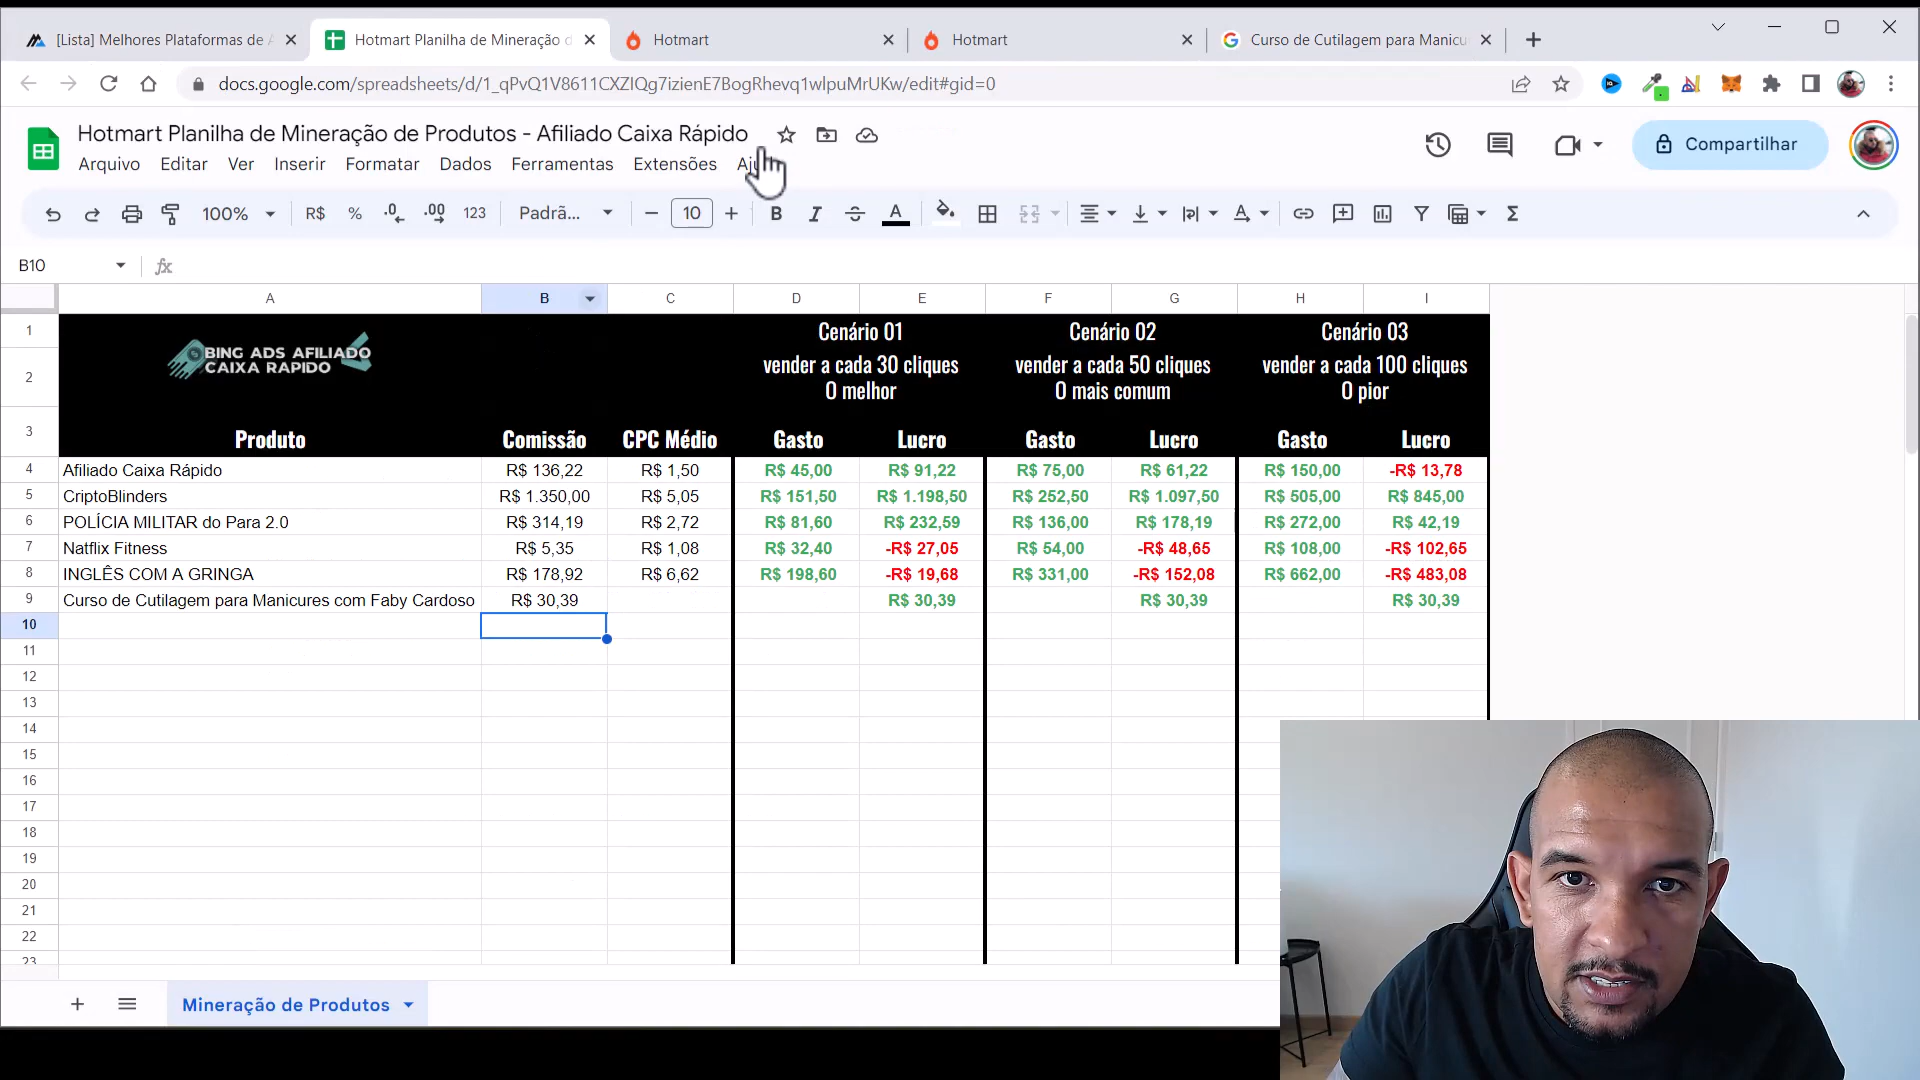 [Lista] Melhores Plataformas de A
Hotmart Planilha de Mineração d
Hotmart
Hotmart
Curso de Cutilagem para Manicu
docs.google.com/spreadsheets/d/1_qPvQ1V8611CXZIQg7izienE7BogRhevq1wlpuMrUKw/edit#gid=0
Hotmart Planilha de Mineração de Produtos - Afiliado Caixa Rápido
Arquivo Editar Ver Inserir Formatar Dados Ferramentas Extensões
Compartilhar
100% R$ % .0 .00 123 Padrã... 10 B I A
B10 fx
A B C D E F G H I
1 Cenário 01 Cenário 02 Cenário 03
BING ADS AFILIADO
CAIXA RAPIDO
2 vender a cada 30 cliques vender a cada 50 cliques vender a cada 100 cliques
O melhor O mais comum O pior
3 Produto Comissão CPC Médio Gasto Lucro Gasto Lucro Gasto Lucro
4 Afiliado Caixa Rápido R$ 136,22 R$ 1,50 R$ 45,00 R$ 91,22 R$ 75,00 R$ 61,22 R$ 150,00 -R$ 13,78
5 CriptoBlinders R$ 1.350,00 R$ 5,05 R$ 151,50 R$ 1.198,50 R$ 252,50 R$ 1.097,50 R$ 505,00 R$ 845,00
6 POLÍCIA MILITAR do Para 2.0 R$ 314,19 R$ 2,72 R$ 81,60 R$ 232,59 R$ 136,00 R$ 178,19 R$ 272,00 R$ 42,19
7 Natflix Fitness R$ 5,35 R$ 1,08 R$ 32,40 -R$ 27,05 R$ 54,00 -R$ 48,65 R$ 108,00 -R$ 102,65
8 INGLÊS COM A GRINGA R$ 178,92 R$ 6,62 R$ 198,60 -R$ 19,68 R$ 331,00 -R$ 152,08 R$ 662,00 -R$ 483,08
9 Curso de Cutilagem para Manicures com Faby Cardoso R$ 30,39 R$ 30,39 R$ 30,39 R$ 30,39
10
11
12
13
14
15
16
17
18
19
20
21
22
23
Mineração de Produtos